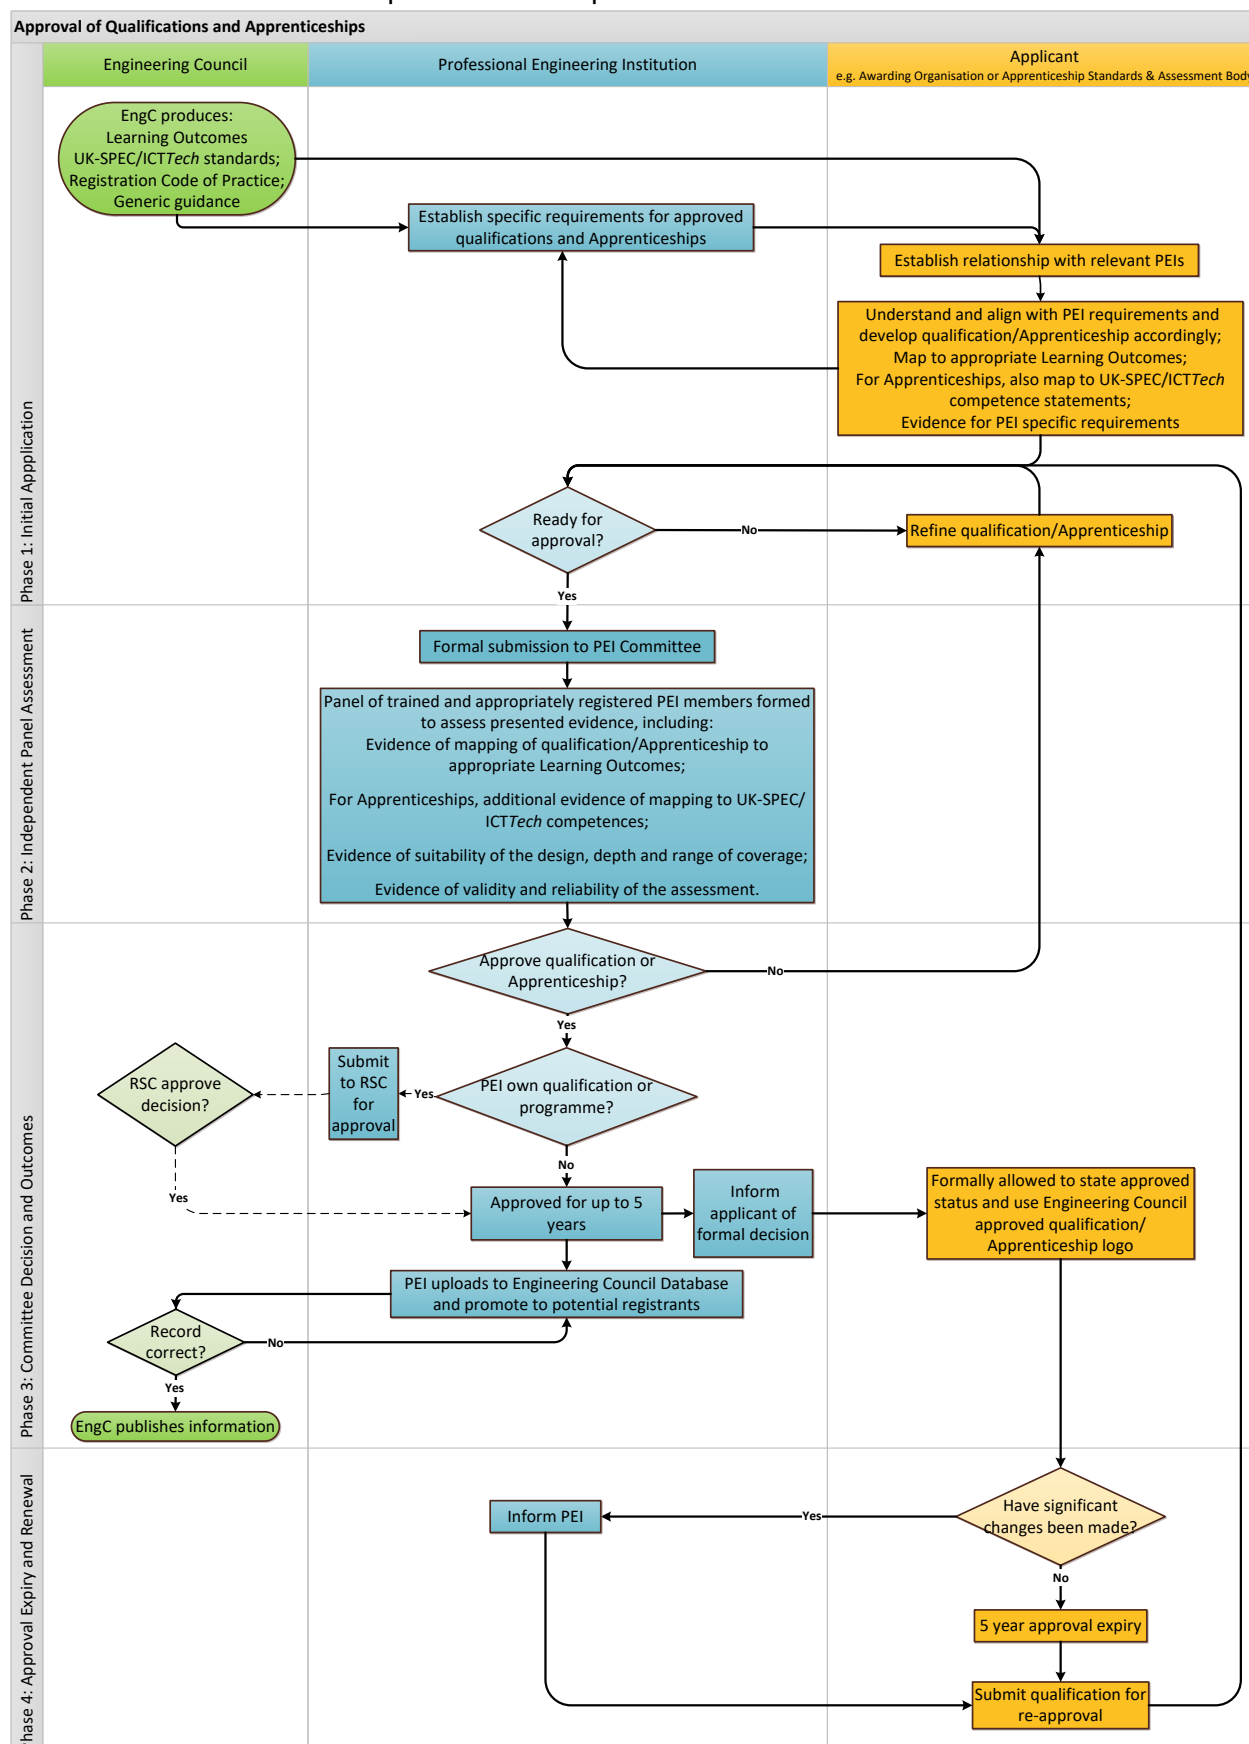 Approval of Qualifications and Apprenticeships
Engineering Council
Professional Engineering Institution
Applicant
e.g. Awarding Organisation or Apprenticeship Standards & Assessment Body
Phase 1: Initial Appplication
EngC produces:
Learning Outcomes
UK-SPEC/ICTTech standards;
Registration Code of Practice;
Generic guidance
Establish specific requirements for approved
qualifications and Apprenticeships
Establish relationship with relevant PEIs
Understand and align with PEI requirements and
develop qualification/Apprenticeship accordingly;
Map to appropriate Learning Outcomes;
For Apprenticeships, also map to UK-SPEC/ICTTech
competence statements;
Evidence for PEI specific requirements
Ready for
approval?
No
Refine qualification/Apprenticeship
Yes
Phase 2: Independent Panel Assessment
Formal submission to PEI Committee
Panel of trained and appropriately registered PEI members formed
to assess presented evidence, including:
Evidence of mapping of qualification/Apprenticeship to
appropriate Learning Outcomes;
For Apprenticeships, additional evidence of mapping to UK-SPEC/
ICTTech competences;
Evidence of suitability of the design, depth and range of coverage;
Evidence of validity and reliability of the assessment.
Phase 3: Committee Decision and Outcomes
Approve qualification or
Apprenticeship?
No
Yes
PEI own qualification or
programme?
Yes
Submit
to RSC
for
approval
RSC approve
decision?
Yes
No
Approved for up to 5
years
Inform
applicant of
formal decision
Formally allowed to state approved
status and use Engineering Council
approved qualification/
Apprenticeship logo
PEI uploads to Engineering Council Database
and promote to potential registrants
Record
correct?
No
Yes
EngC publishes information
Phase 4: Approval Expiry and Renewal
Have significant
changes been made?
Yes
Inform PEI
No
5 year approval expiry
Submit qualification for
re-approval